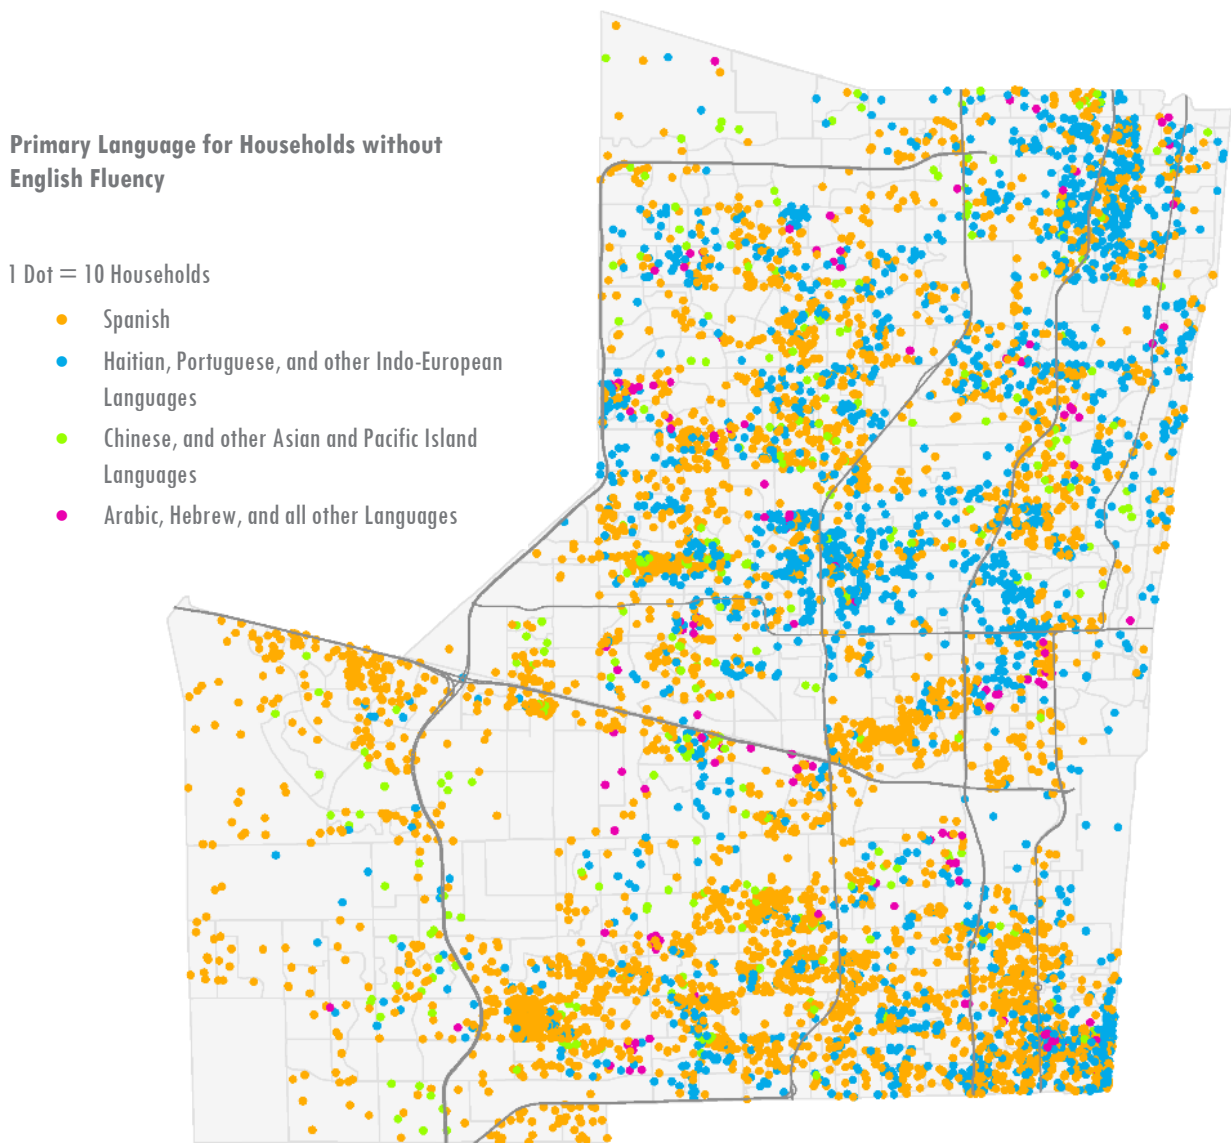 Primary Language for Households without
English Fluency
1 Dot = 10 Households
Spanish
Haitian, Portuguese, and other Indo-European
Languages
Chinese, and other Asian and Pacific Island
Languages
Arabic, Hebrew, and all other Languages